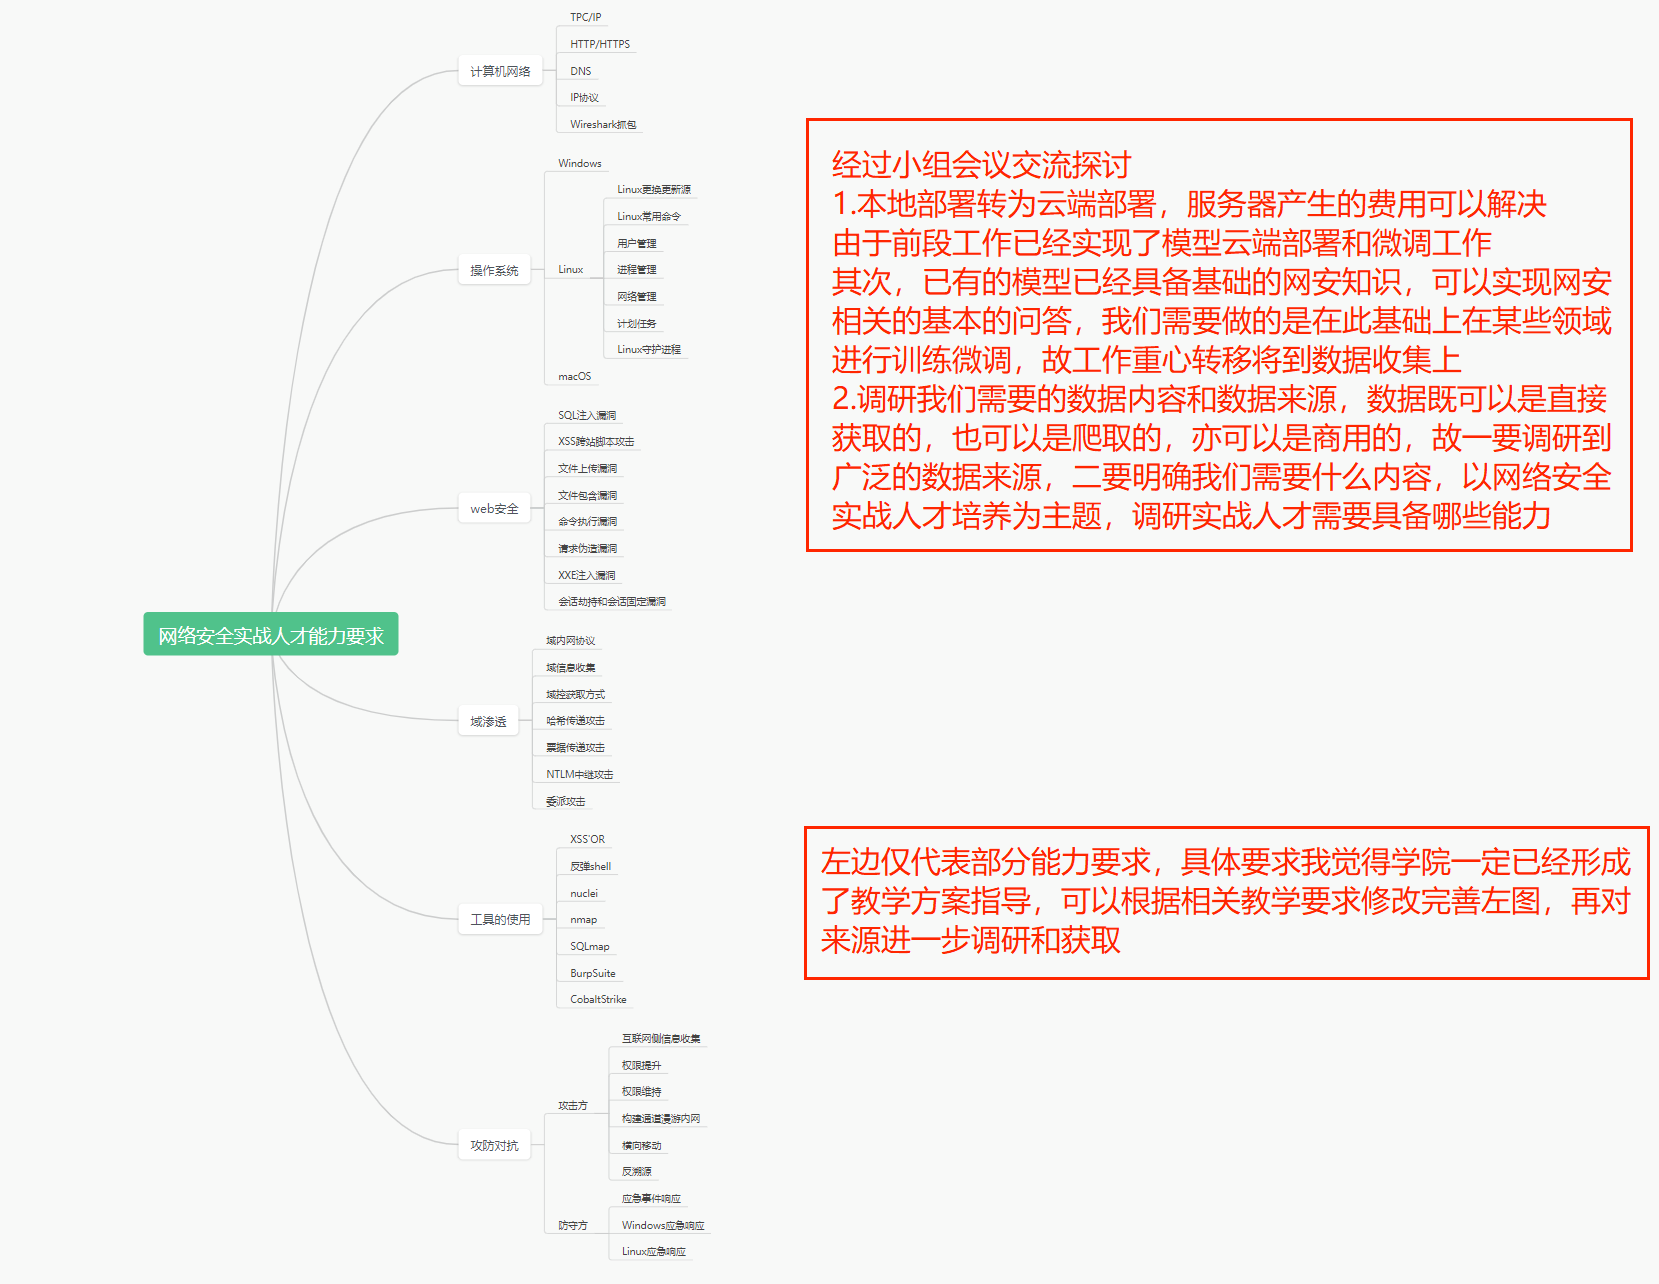 网络安全实战人才能力要求
计算机网络
TPC/IP
HTTP/HTTPS
DNS
IP协议
Wireshark抓包
操作系统
Windows
Linux
Linux更换更新源
Linux常用命令
用户管理
进程管理
网络管理
计划任务
Linux守护进程
macOS
web安全
SQL注入漏洞
XSS跨站脚本攻击
文件上传漏洞
文件包含漏洞
命令执行漏洞
请求伪造漏洞
XXE注入漏洞
会话劫持和会话固定漏洞
域渗透
域内网协议
域信息收集
域控获取方式
哈希传递攻击
票据传递攻击
NTLM中继攻击
委派攻击
工具的使用
XSS'OR
反弹shell
nuclei
nmap
SQLmap
BurpSuite
CobaltStrike
攻防对抗
攻击方
互联网侧信息收集
权限提升
权限维持
构建通道漫游内网
横向移动
反溯源
防守方
应急事件响应
Windows应急响应
Linux应急响应
经过小组会议交流探讨
1.本地部署转为云端部署，服务器产生的费用可以解决
由于前段工作已经实现了模型云端部署和微调工作
其次，已有的模型已经具备基础的网安知识，可以实现网安
相关的基本的问答，我们需要做的是在此基础上在某些领域
进行训练微调，故工作重心转移将到数据收集上
2.调研我们需要的数据内容和数据来源，数据既可以是直接
获取的，也可以是爬取的，亦可以是商用的，故一要调研到
广泛的数据来源，二要明确我们需要什么内容，以网络安全
实战人才培养为主题，调研实战人才需要具备哪些能力
左边仅代表部分能力要求，具体要求我觉得学院一定已经形成
了教学方案指导，可以根据相关教学要求修改完善左图，再对
来源进一步调研和获取